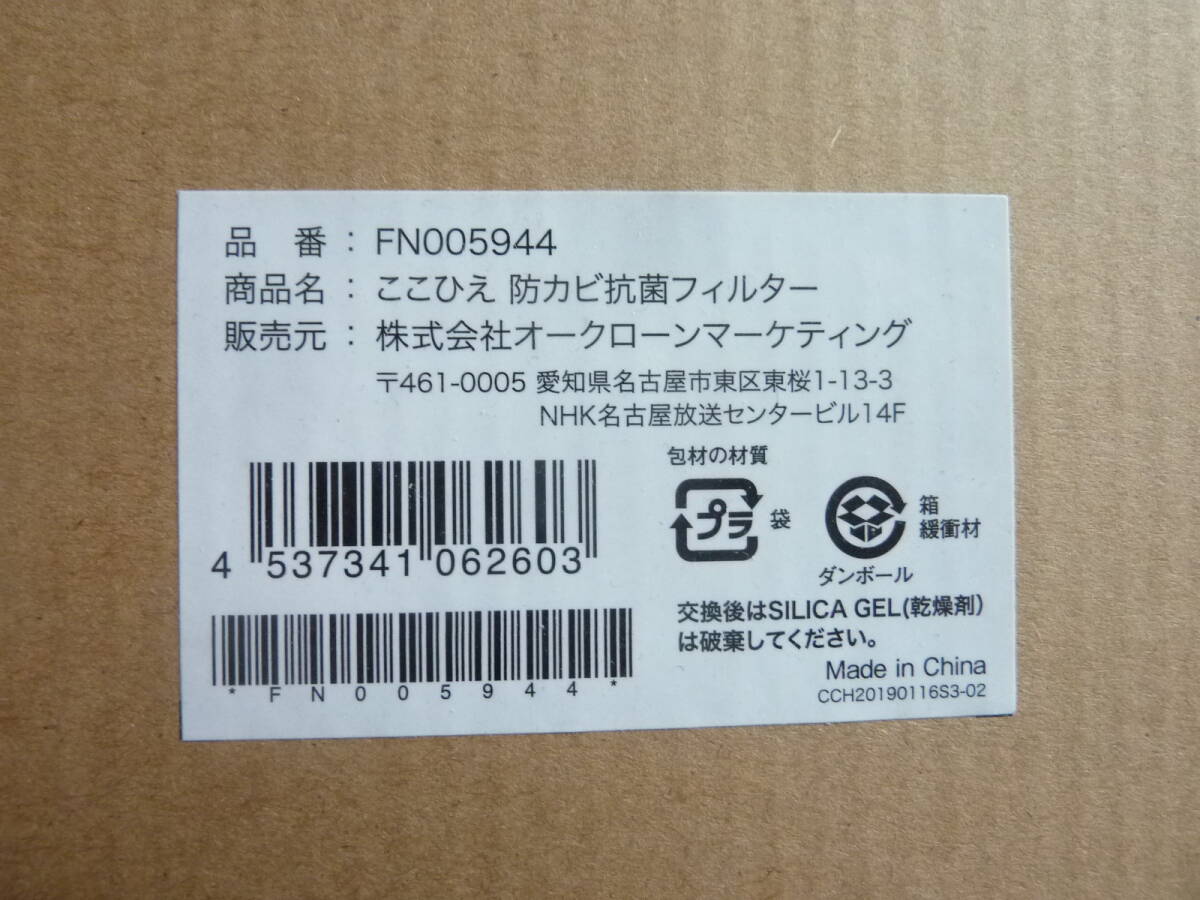 品 番 : FN005944
商品名 : ここひえ 防カビ抗菌フィルター
販売元 : 株式会社オークローンマーケティング
〒461-0005 愛知県名古屋市東区東桜1-13-3
NHK名古屋放送センタービル14F
包材の材質
プラ 袋
箱
緩衝材
ダンボール
4 537341 062603
交換後はSILICA GEL(乾燥剤)
は破棄してください。
*FN005944*
Made in China
CCH20190116S3-02